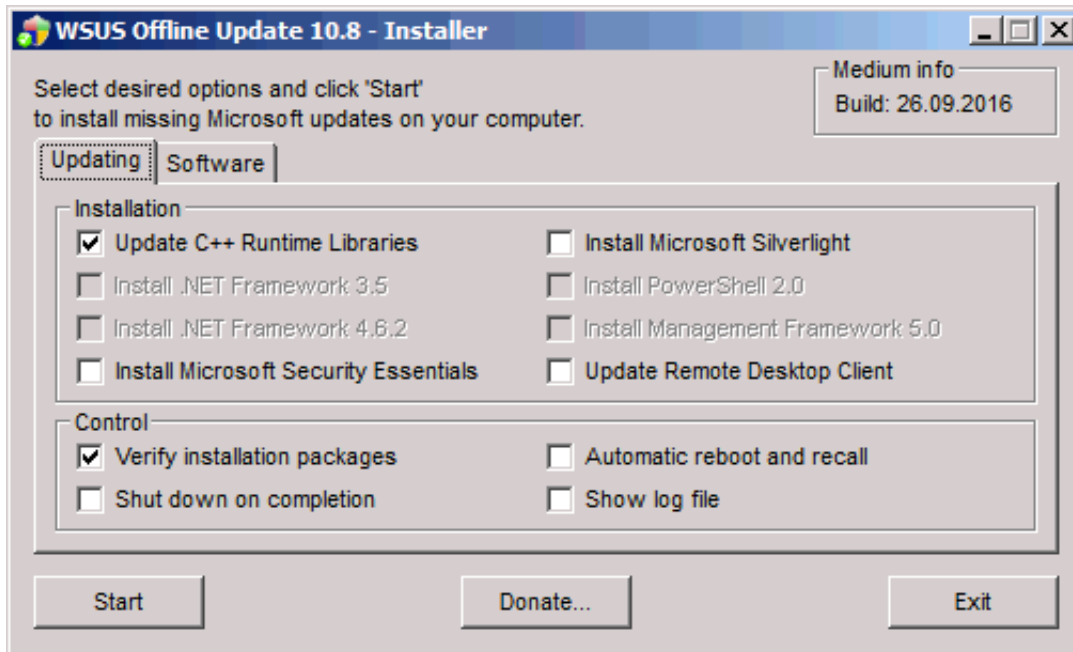 WSUS Offline Update 10.8 - Installer
Select desired options and click 'Start'
to install missing Microsoft updates on your computer.
Medium info
Build: 26.09.2016
Updating
Software
Installation
Update C++ Runtime Libraries
Install Microsoft Silverlight
Install .NET Framework 3.5
Install PowerShell 2.0
Install .NET Framework 4.6.2
Install Management Framework 5.0
Install Microsoft Security Essentials
Update Remote Desktop Client
Control
Verify installation packages
Automatic reboot and recall
Shut down on completion
Show log file
Start
Donate...
Exit